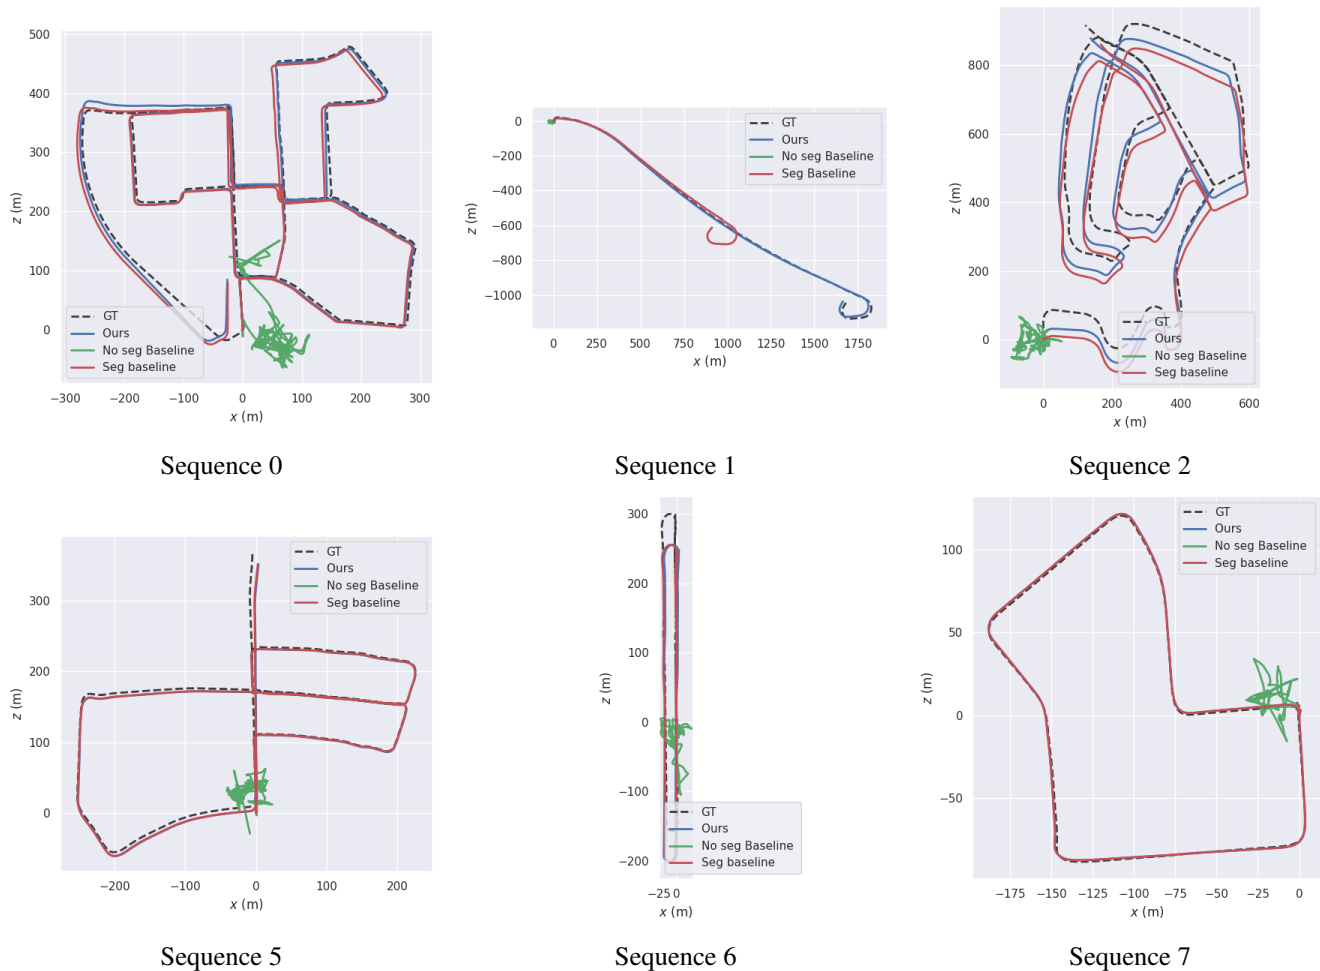 500
400
300
200
100
0
z (m)
−300 −200 −100 0 100 200 300
x (m)
GT
Ours
No seg Baseline
Seg baseline
Sequence 0
0
−200
−400
−600
−800
−1000
z (m)
0 250 500 750 1000 1250 1500 1750
x (m)
GT
Ours
No seg Baseline
Seg Baseline
Sequence 1
800
600
400
200
0
z (m)
0 200 400 600
x (m)
GT
Ours
No seg Baseline
Seg baseline
Sequence 2
300
200
100
0
z (m)
−200 −100 0 100 200
x (m)
GT
Ours
No seg Baseline
Seg baseline
Sequence 5
300
200
100
0
−100
−200
z (m)
−25 0
x (m)
GT
Ours
No seg Baseline
Seg baseline
Sequence 6
100
50
0
−50
z (m)
−175 −150 −125 −100 −75 −50 −25 0
x (m)
GT
Ours
No seg Baseline
Seg baseline
Sequence 7